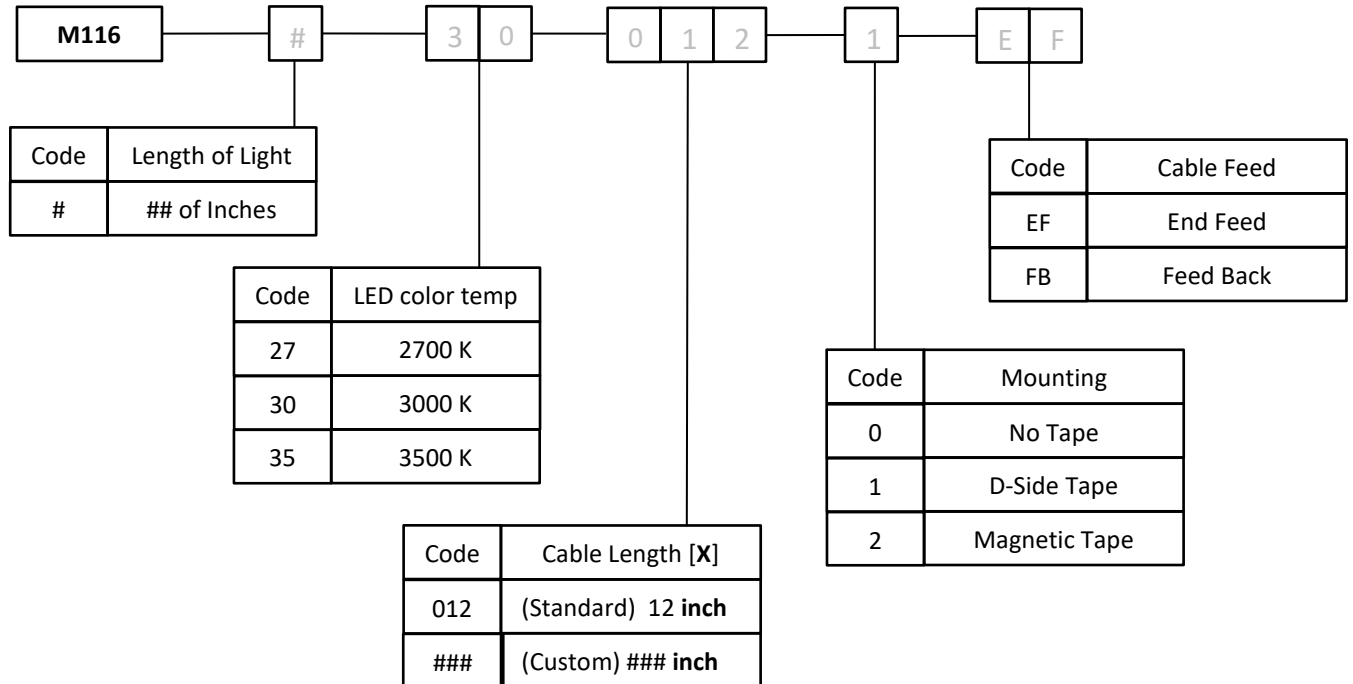 M116 # 3 0 0 1 2 1 E F
Code Length of Light
# ## of Inches
Code Cable Feed
EF End Feed
FB Feed Back
Code LED color temp
27 2700 K
30 3000 K
35 3500 K
Code Mounting
0 No Tape
1 D-Side Tape
2 Magnetic Tape
Code Cable Length [X]
012 (Standard) 12 inch
### (Custom) ### inch